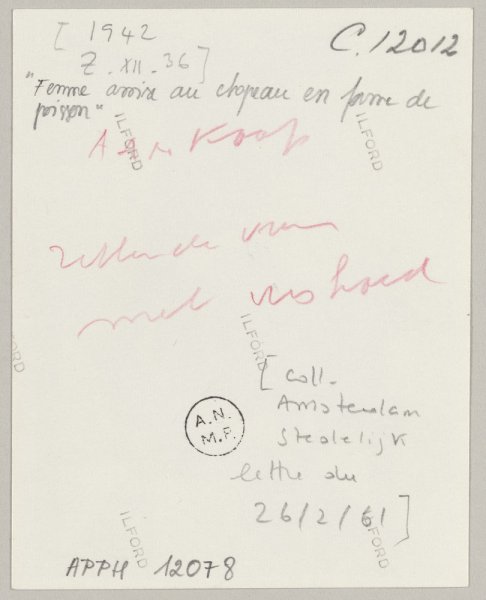 [ 1942
C.12012
Z.XII.36]
"Femme assise au chapeau en forme de
poisson"
ILFORD
ILFORD
Aankoop
zittende vrouw
met vishoed
ILFORD
[coll.
Amsterdam
Stedelijk
A.N.
M.P.
lettre du
26/2/61]
ILFORD
ILFORD
APPH 12078